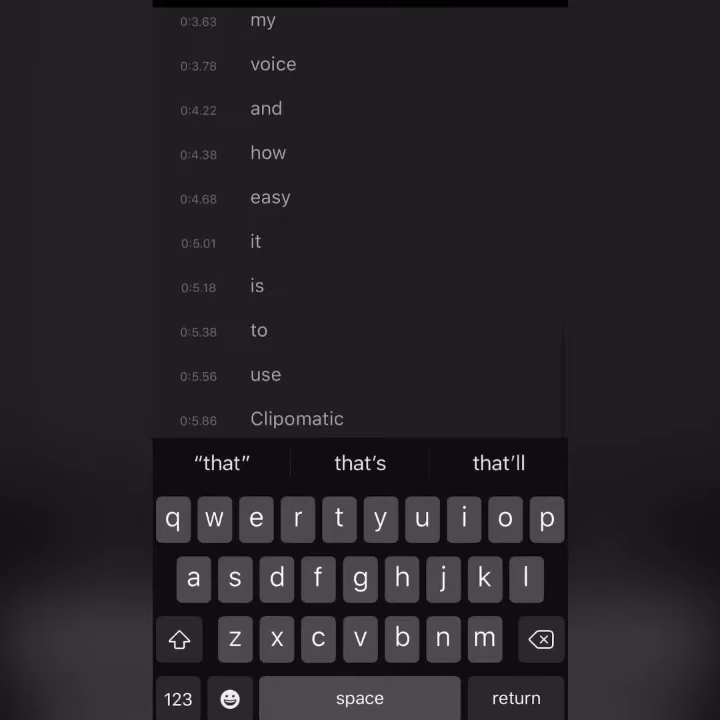 0:3.63 my
0:3.78 voice
0:4.22 and
0:4.38 how
0:4.68 easy
0:5.01 it
0:5.18 is
0:5.38 to
0:5.56 use
0:5.86 Clipomatic
“that” that’s that’ll
q w e r t y u i o p
a s d f g h j k l
z x c v b n m
123 space return